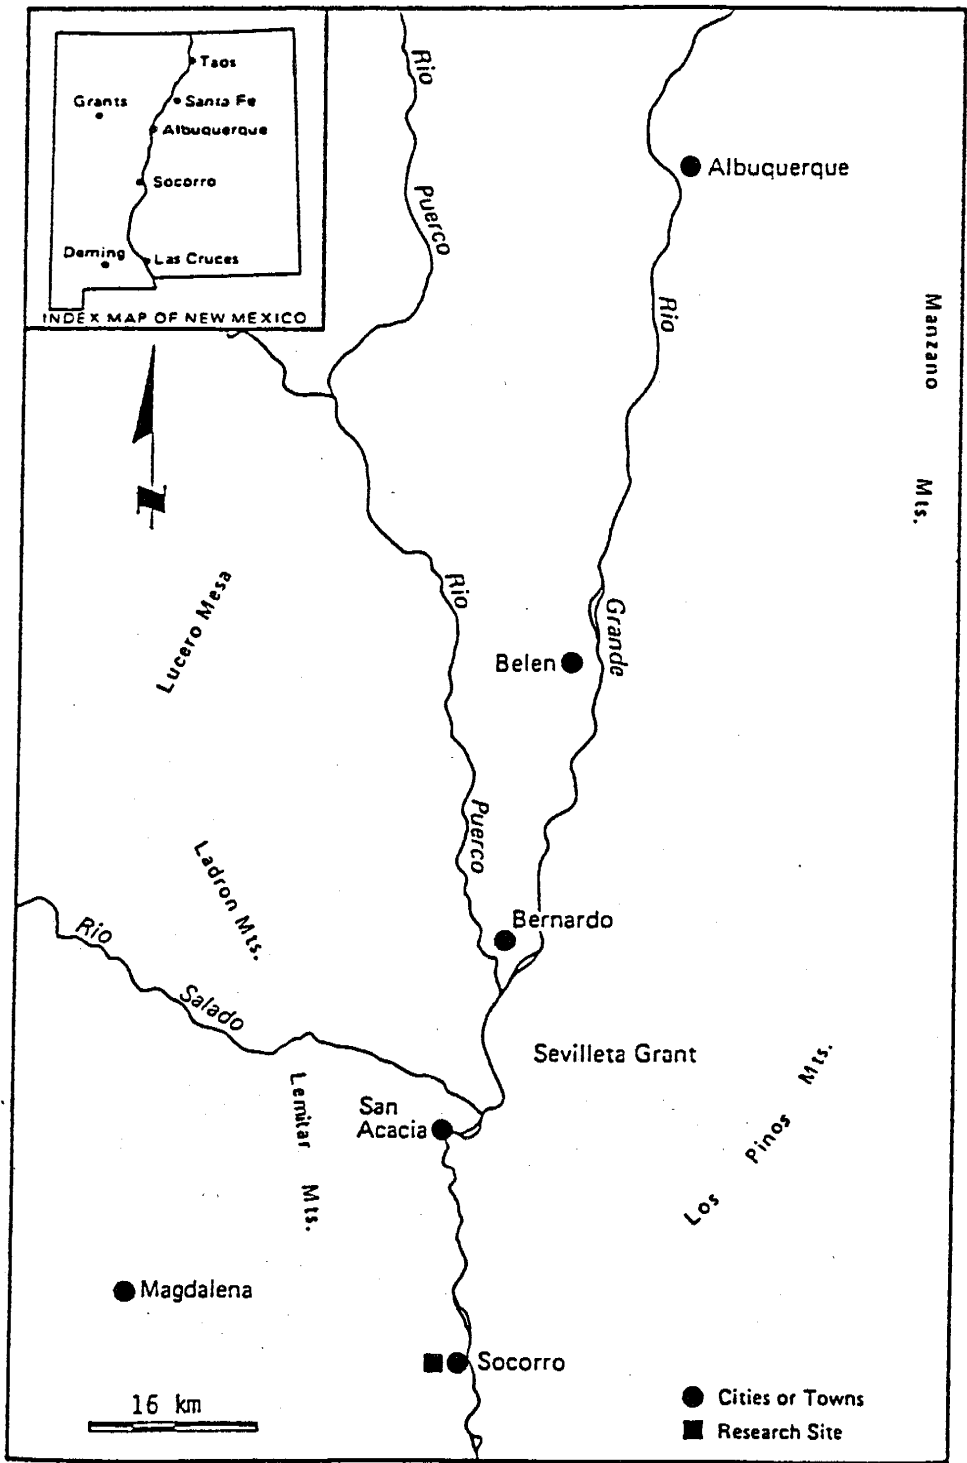 Taos
Grants
Santa Fe
Albuquerque
Socorro
Deming
Las Cruces
INDEX MAP OF NEW MEXICO
Rio
Puerco
Albuquerque
Rio
Manzano
Mts.
N
Lucero Mesa
Rio
Grande
Belen
Puerco
Ladron Mts.
Bernardo
Rio
Salado
Sevilleta Grant
Los Pinos Mts.
Lemitar
Mts.
San
Acacia
Magdalena
Socorro
16 km
Cities or Towns
Research Site